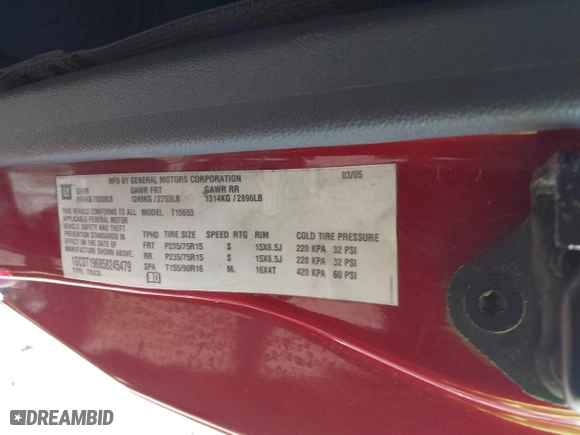 MFD BY GENERAL MOTORS CORPORATION
03/05
GM GVWR GAWR FRT GAWR RR
1249KG/2753LB 1314KG/2896LB
THIS VEHICLE CONFORMS TO ALL MODEL: T15653
APPLICABLE FEDERAL MOTOR
VEHICLE SAFETY AND THEFT
PREVENTION STANDARDS
IN EFFECT ON THE DATE OF
MANUFACTURE SHOWN ABOVE.
1GCDT196858245479
TYPE: TRUCK
TPHD TIRE SIZE SPEED RTG RIM COLD TIRE PRESSURE
FRT P235/75R15 S 15X6.5J 220 KPA 32 PSI
RR P235/75R15 S 15X6.5J 220 KPA 32 PSI
SPA T155/90R16 M 16X4T 420 KPA 60 PSI
DREAMBID